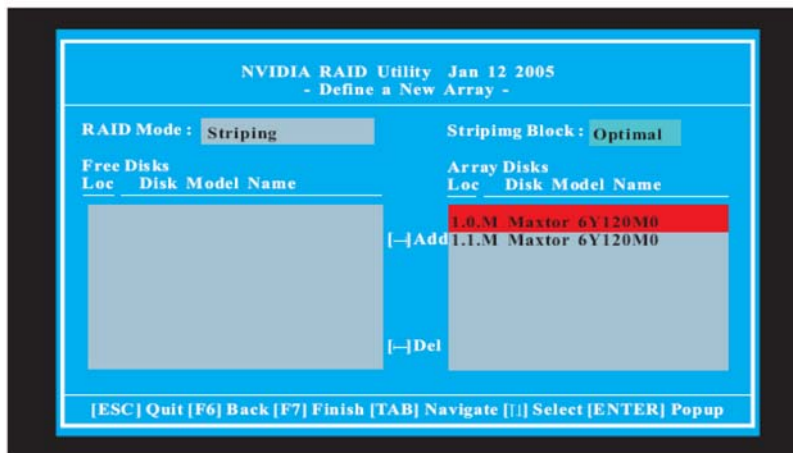 NVIDIA RAID Utility Jan 12 2005
- Define a New Array -
RAID Mode : Striping
Stripimg Block : Optimal
Free Disks
Loc Disk Model Name
Array Disks
Loc Disk Model Name
1.0.M Maxtor 6Y120M0
1.1.M Maxtor 6Y120M0
[→]Add
[←]Del
[ESC] Quit [F6] Back [F7] Finish [TAB] Navigate [↑↓] Select [ENTER] Popup